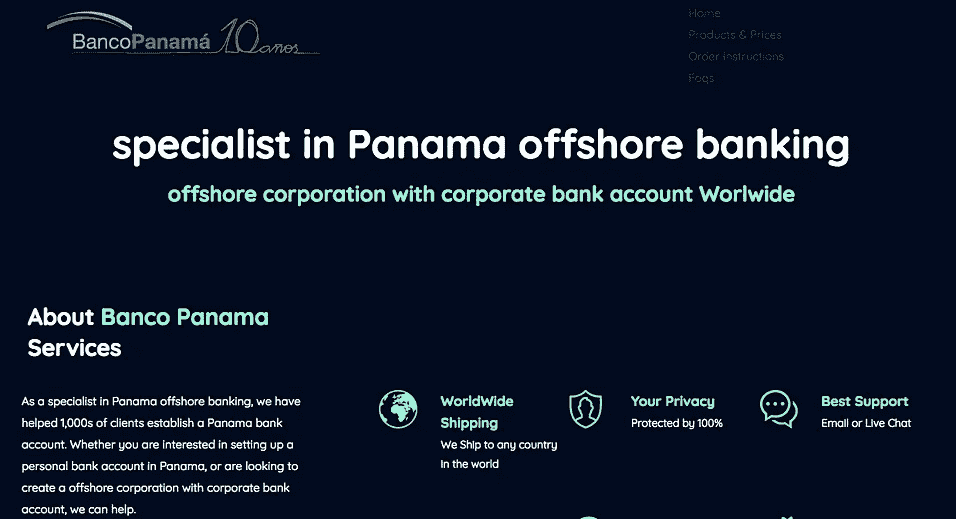 BancoPanamá 10 anos
Home
Products & Prices
Order Instructions
Faqs
specialist in Panama offshore banking
offshore corporation with corporate bank account Worlwide
About Banco Panama
Services
As a specialist in Panama offshore banking, we have
helped 1,000s of clients establish a Panama bank
account. Whether you are interested in setting up a
personal bank account in Panama, or are looking to
create a offshore corporation with corporate bank
account, we can help.
WorldWide
Shipping
We Ship to any country
In the world
Your Privacy
Protected by 100%
Best Support
Email or Live Chat